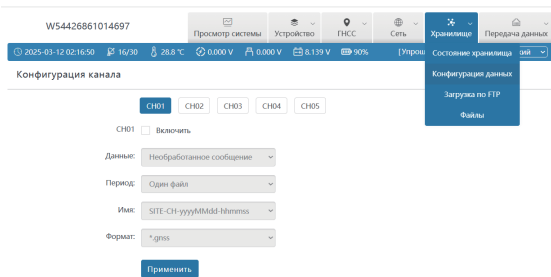 W54426861014697
Просмотр системы
Устройство
ГНСС
Сеть
Хранилище
Передача данных
2025-03-12 02:16:50 16/30 28.8 °C 0.000 V 0.000 V 8.139 V 90% [Упрощ кий
Состояние хранилища
Конфигурация данных
Загрузка по FTP
Файлы
Конфигурация канала
CH01 CH02 CH03 CH04 CH05
CH01 Включить
Данные: Необработанное сообщение
Период: Один файл
Имя: SITE-CH-yyyyMMdd-hhmmss
Формат: *.gnss
Применить